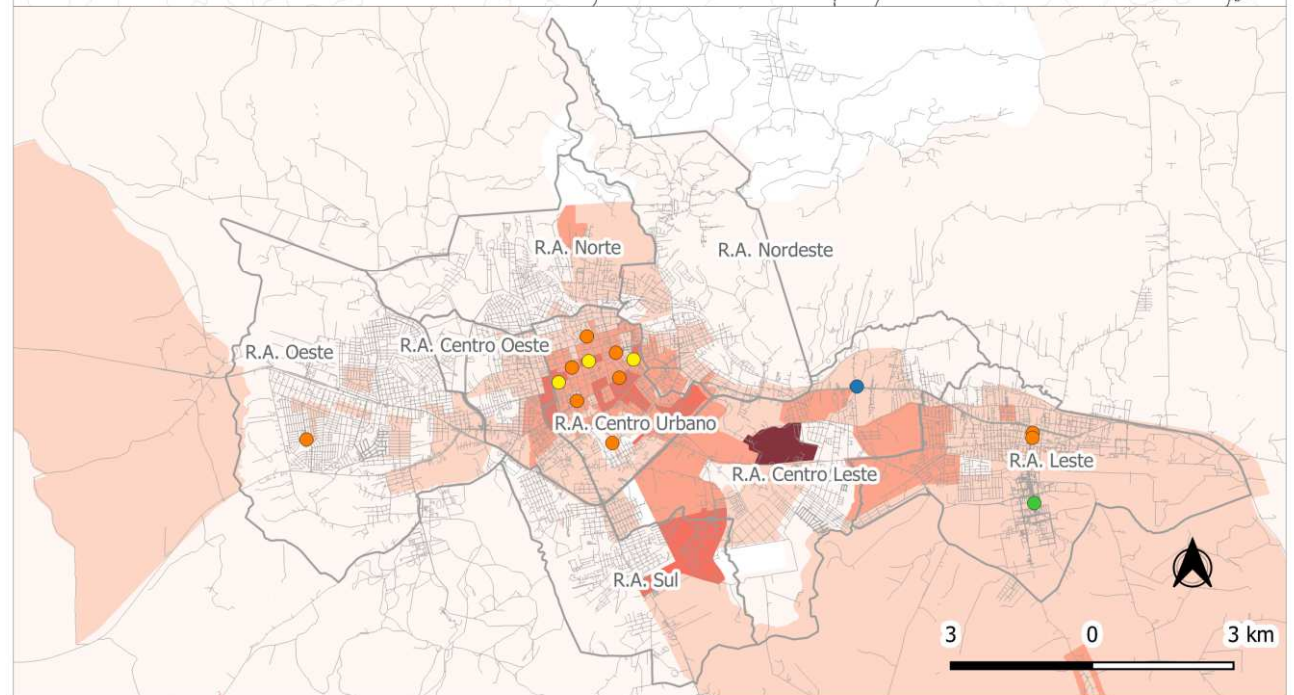 R.A. Norte
R.A. Nordeste
R.A. Oeste
R.A. Centro Oeste
R.A. Centro Urbano
R.A. Leste
R.A. Centro Leste
R.A. Sul
3 0 3 km